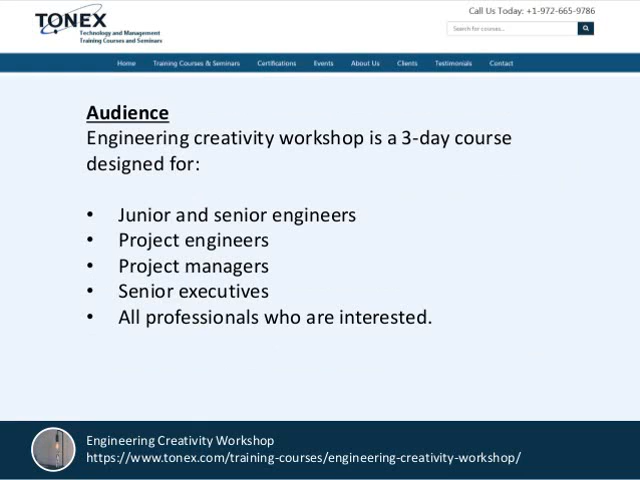 TONEX
Technology and Management
Training Courses and Seminars
Call Us Today: +1-972-665-9786
Search for courses...
Home Training Courses & Seminars Certifications Events About Us Clients Testimonials Contact
Audience
Engineering creativity workshop is a 3-day course
designed for:
• Junior and senior engineers
• Project engineers
• Project managers
• Senior executives
• All professionals who are interested.
Engineering Creativity Workshop
https://www.tonex.com/training-courses/engineering-creativity-workshop/